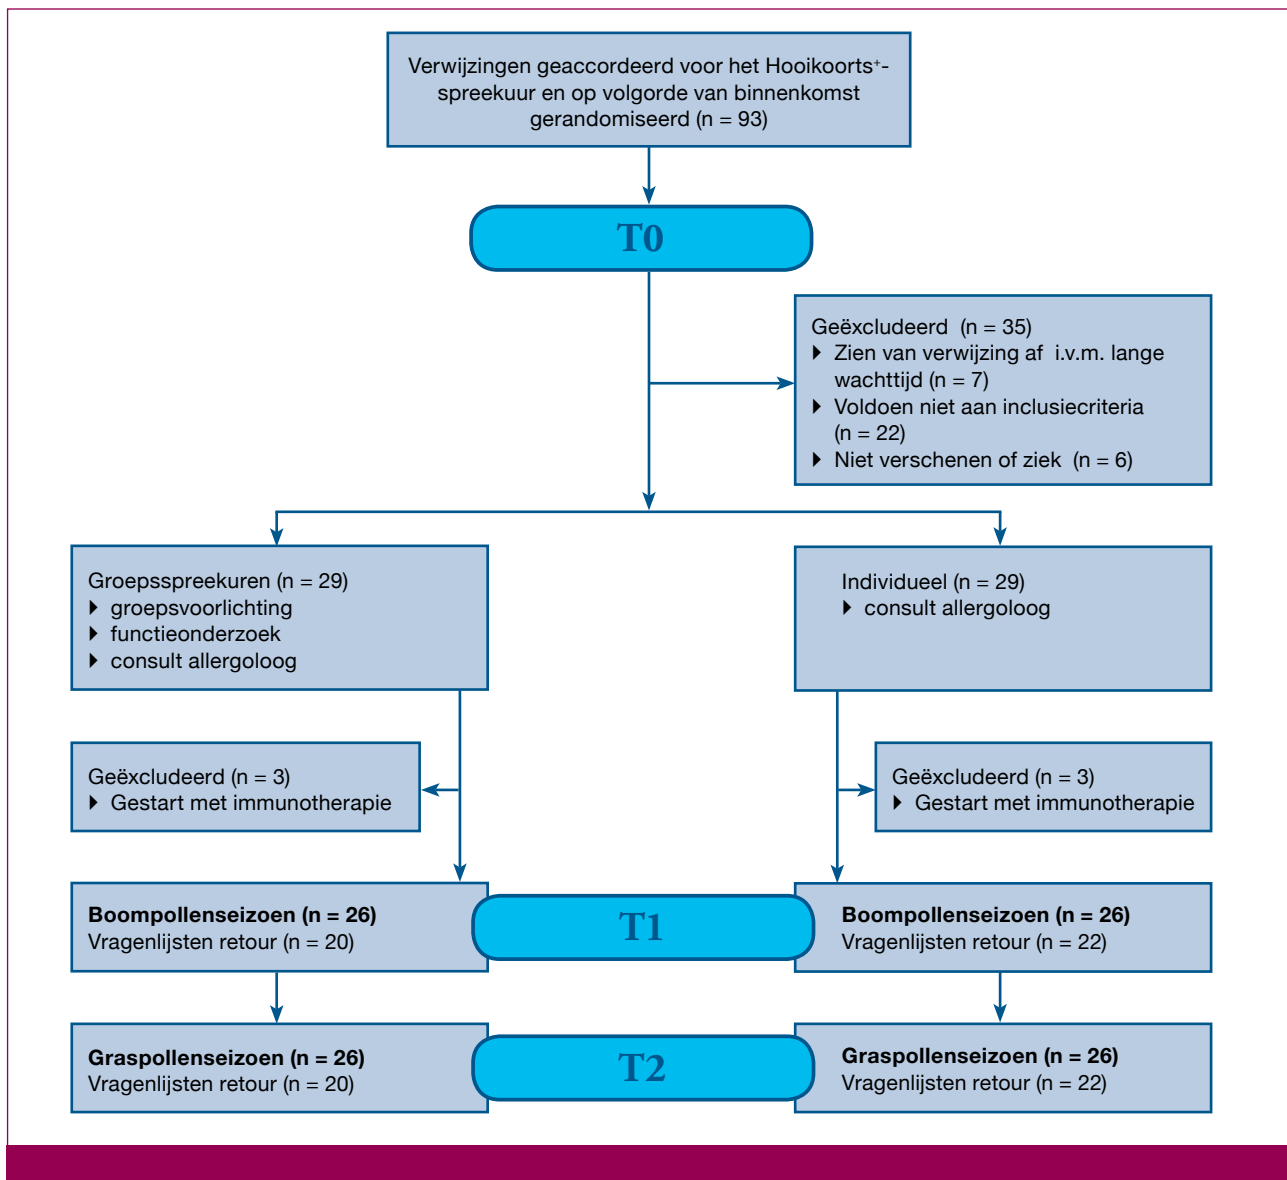 Verwijzingen geaccordeerd voor het Hooikoorts⁺-
spreekuur en op volgorde van binnenkomst
gerandomiseerd (n = 93)
T0
Geëxcludeerd (n = 35)
▶ Zien van verwijzing af i.v.m. lange
wachttijd (n = 7)
▶ Voldoen niet aan inclusiecriteria
(n = 22)
▶ Niet verschenen of ziek (n = 6)
Groepsspreekuren (n = 29)
▶ groepsvoorlichting
▶ functieonderzoek
▶ consult allergoloog
Individueel (n = 29)
▶ consult allergoloog
Geëxcludeerd (n = 3)
▶ Gestart met immunotherapie
Geëxcludeerd (n = 3)
▶ Gestart met immunotherapie
Boompollenseizoen (n = 26)
Vragenlijsten retour (n = 20)
T1
Boompollenseizoen (n = 26)
Vragenlijsten retour (n = 22)
Graspollenseizoen (n = 26)
Vragenlijsten retour (n = 20)
T2
Graspollenseizoen (n = 26)
Vragenlijsten retour (n = 22)